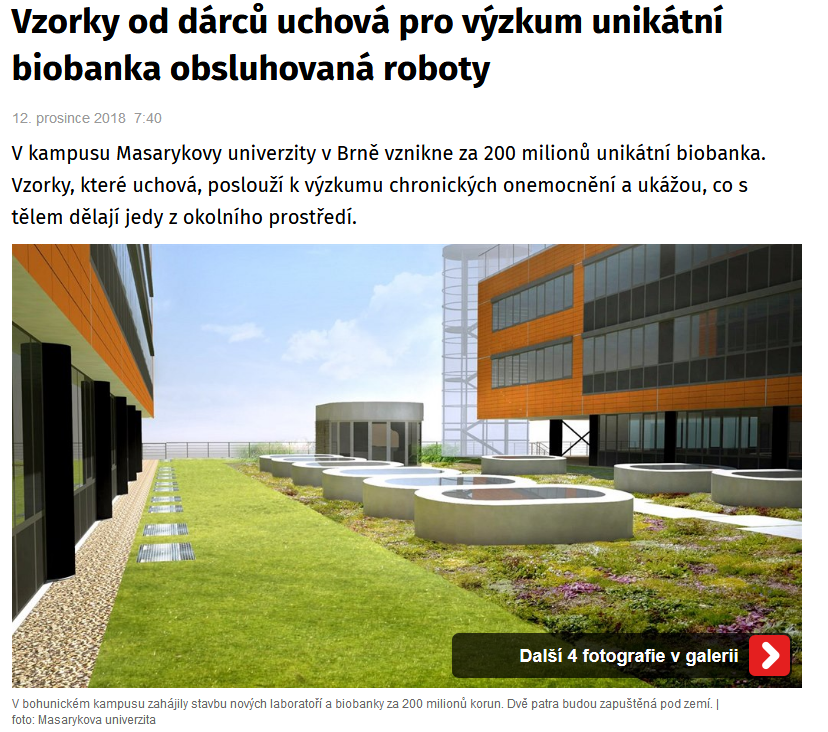 Vzorky od dárců uchová pro výzkum unikátní
biobanka obsluhovaná roboty
12. prosince 2018 7:40
V kampusu Masarykovy univerzity v Brně vznikne za 200 milionů unikátní biobanka.
Vzorky, které uchová, poslouží k výzkumu chronických onemocnění a ukážou, co s
tělem dělají jedy z okolního prostředí.
Další 4 fotografie v galerii
V bohunickém kampusu zahájily stavbu nových laboratoří a biobanky za 200 milionů korun. Dvě patra budou zapuštěná pod zemí. |
foto: Masarykova univerzita